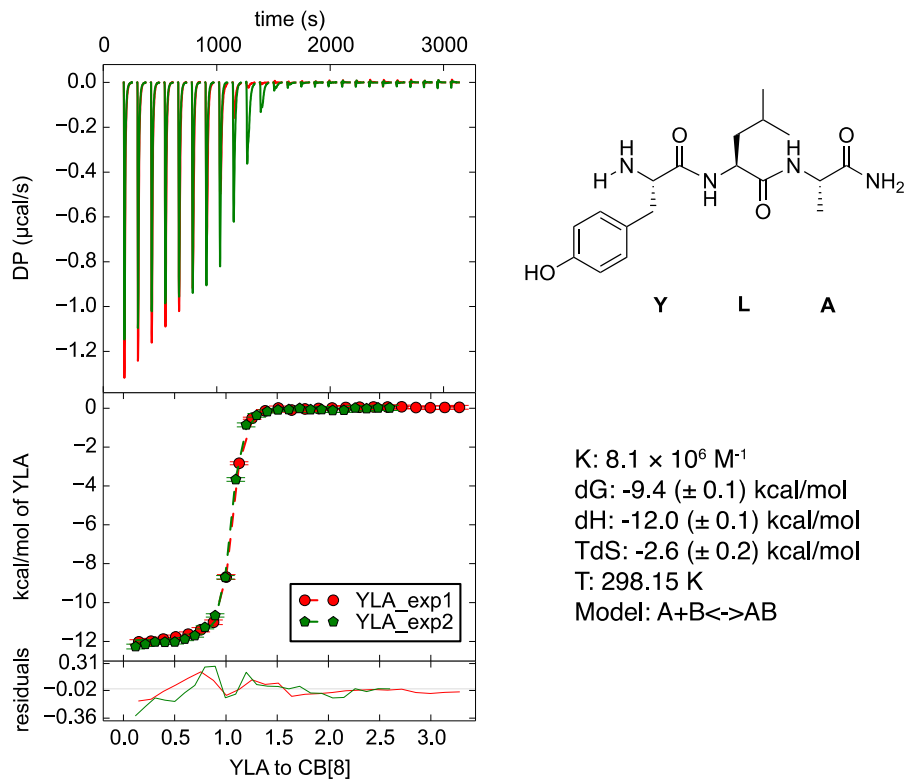 time (s)
0 1000 2000 3000
0.0
−0.2
−0.4
−0.6
−0.8
−1.0
−1.2
DP (µcal/s)
0
−2
−4
−6
−8
−10
−12
kcal/mol of YLA
YLA_exp1
YLA_exp2
0.31
−0.02
−0.36
residuals
0.0 0.5 1.0 1.5 2.0 2.5 3.0
YLA to CB[8]
H
N
H
O
N
H
O
H
N
O
NH₂
HO
Y L A
K: 8.1 × 10⁶ M⁻¹
dG: -9.4 (± 0.1) kcal/mol
dH: -12.0 (± 0.1) kcal/mol
TdS: -2.6 (± 0.2) kcal/mol
T: 298.15 K
Model: A+B<->AB